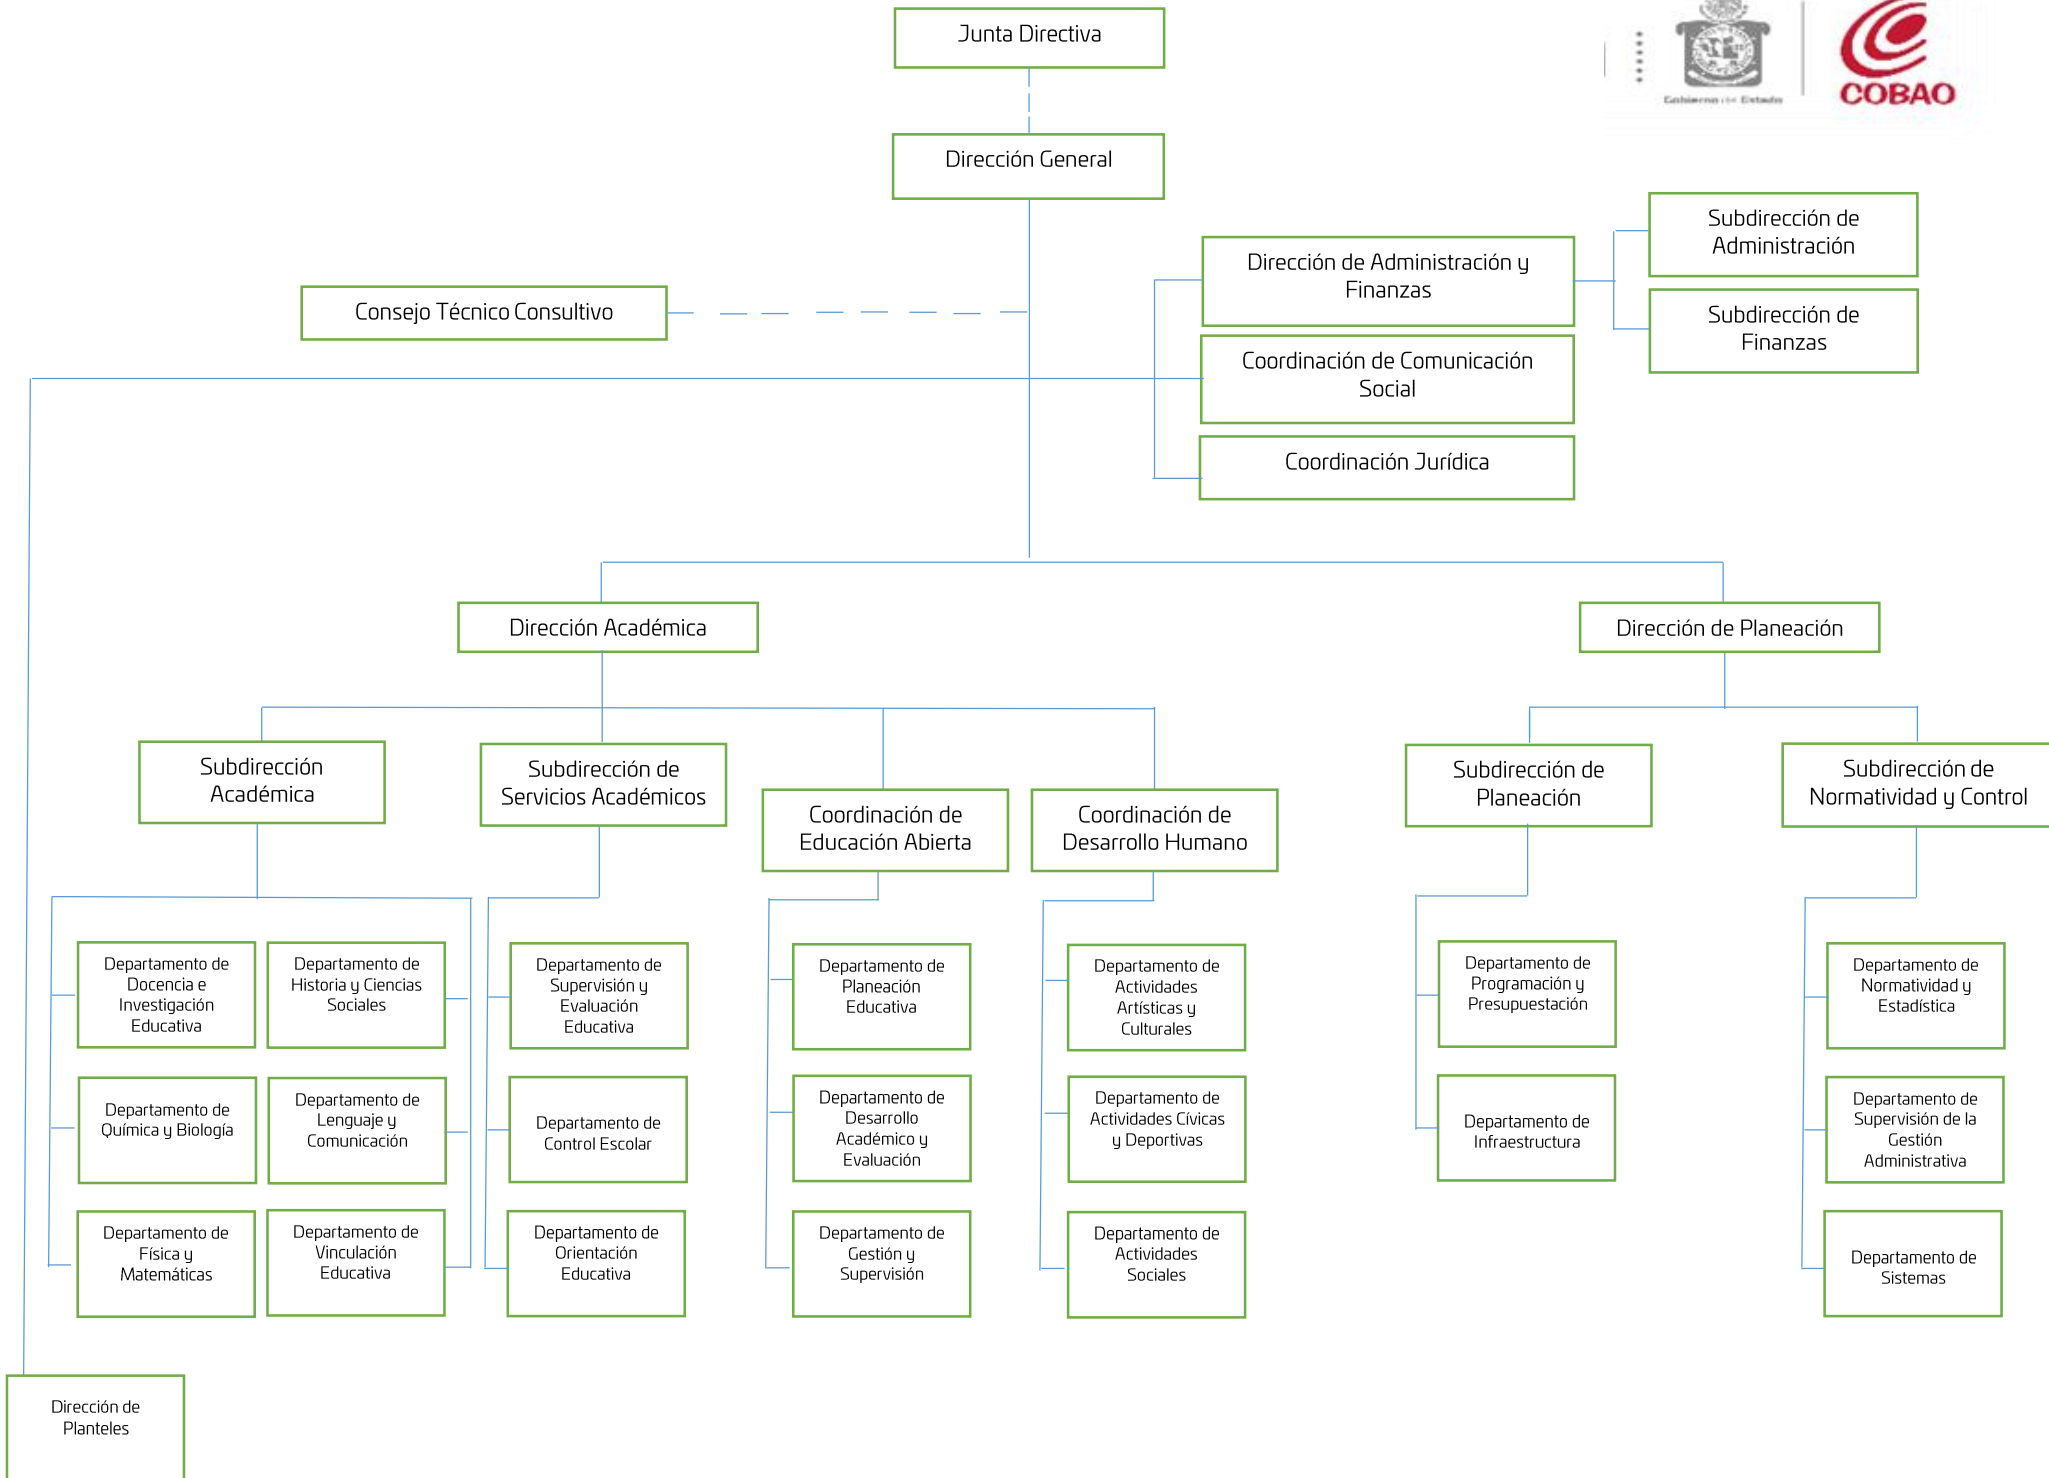 Junta Directiva
Gobierno del Estado
COBAO
Dirección General
Subdirección de
Administración
Dirección de Administración y
Finanzas
Subdirección de
Finanzas
Consejo Técnico Consultivo
Coordinación de Comunicación
Social
Coordinación Jurídica
Dirección Académica
Dirección de Planeación
Subdirección
Académica
Subdirección de
Servicios Académicos
Coordinación de
Educación Abierta
Coordinación de
Desarrollo Humano
Subdirección de
Planeación
Subdirección de
Normatividad y Control
Departamento de
Docencia e
Investigación
Educativa
Departamento de
Historia y Ciencias
Sociales
Departamento de
Supervisión y
Evaluación
Educativa
Departamento de
Planeación
Educativa
Departamento de
Actividades
Artísticas y
Culturales
Departamento de
Programación y
Presupuestación
Departamento de
Normatividad y
Estadística
Departamento de
Química y Biología
Departamento de
Lenguaje y
Comunicación
Departamento de
Control Escolar
Departamento de
Desarrollo
Académico y
Evaluación
Departamento de
Actividades Cívicas
y Deportivas
Departamento de
Infraestructura
Departamento de
Supervisión de la
Gestión
Administrativa
Departamento de
Física y
Matemáticas
Departamento de
Vinculación
Educativa
Departamento de
Orientación
Educativa
Departamento de
Gestión y
Supervisión
Departamento de
Actividades
Sociales
Departamento de
Sistemas
Dirección de
Planteles